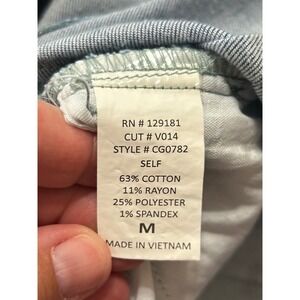 RN # 129181
CUT # V014
STYLE # CG0782
SELF
63% COTTON
11% RAYON
25% POLYESTER
1% SPANDEX
M
MADE IN VIETNAM